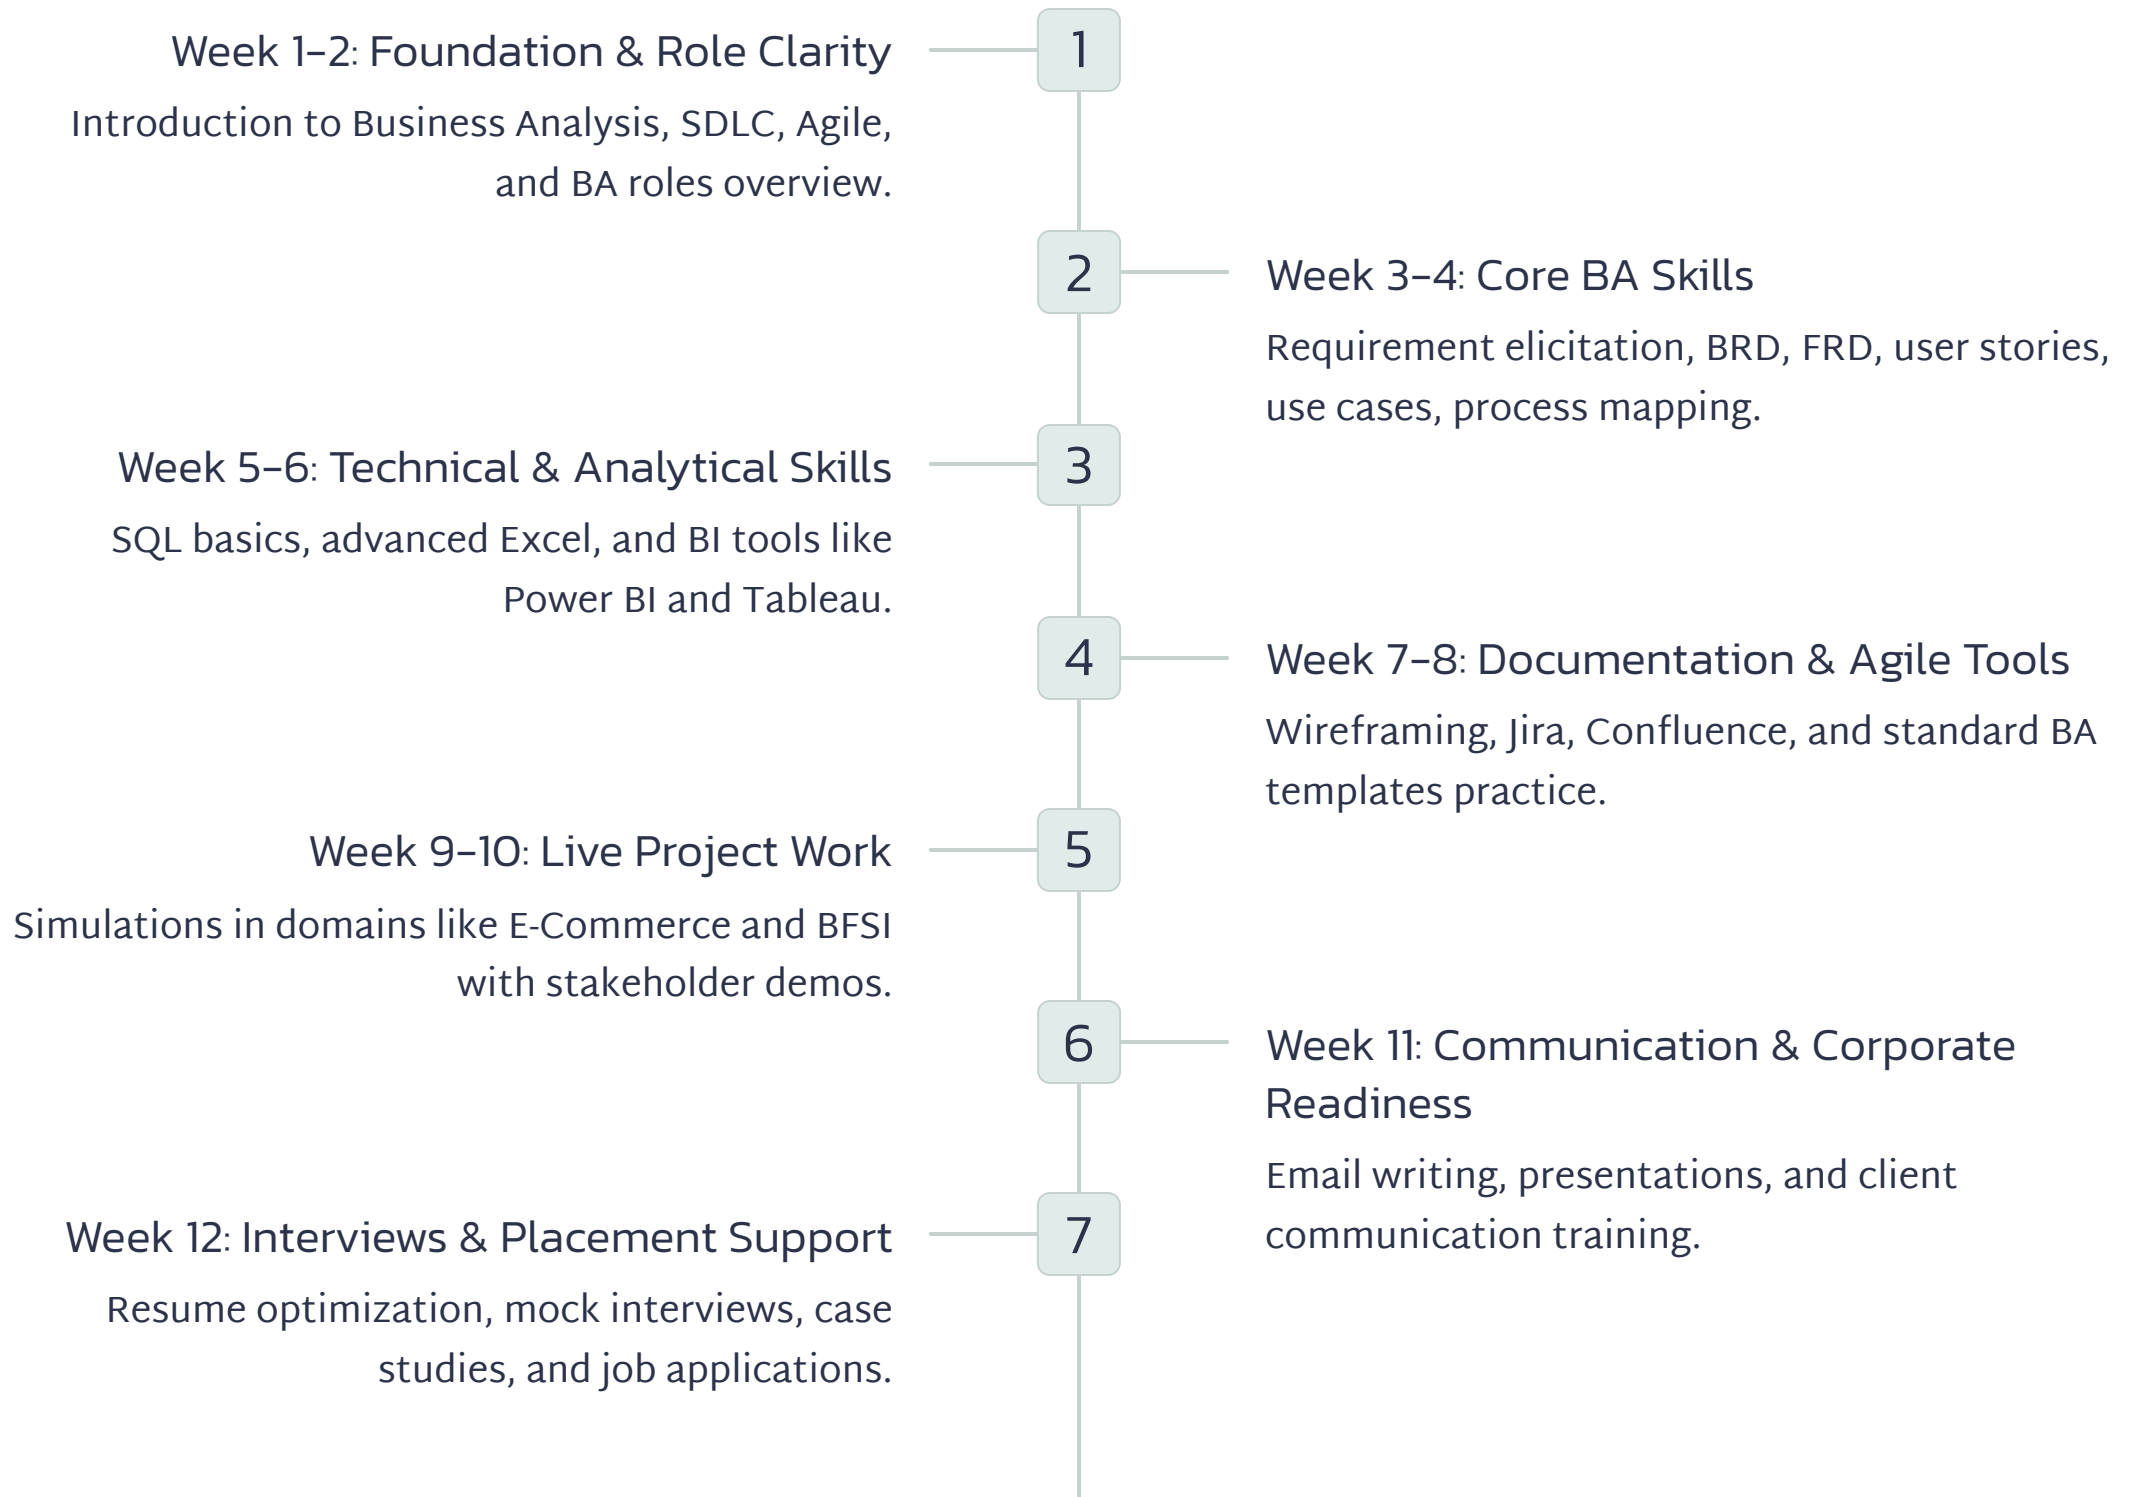 1
Week 1–2: Foundation & Role Clarity
Introduction to Business Analysis, SDLC, Agile,
and BA roles overview.
2
Week 3–4: Core BA Skills
Requirement elicitation, BRD, FRD, user stories,
use cases, process mapping.
3
Week 5–6: Technical & Analytical Skills
SQL basics, advanced Excel, and BI tools like
Power BI and Tableau.
4
Week 7–8: Documentation & Agile Tools
Wireframing, Jira, Confluence, and standard BA
templates practice.
5
Week 9–10: Live Project Work
Simulations in domains like E-Commerce and BFSI
with stakeholder demos.
6
Week 11: Communication & Corporate
Readiness
Email writing, presentations, and client
communication training.
7
Week 12: Interviews & Placement Support
Resume optimization, mock interviews, case
studies, and job applications.